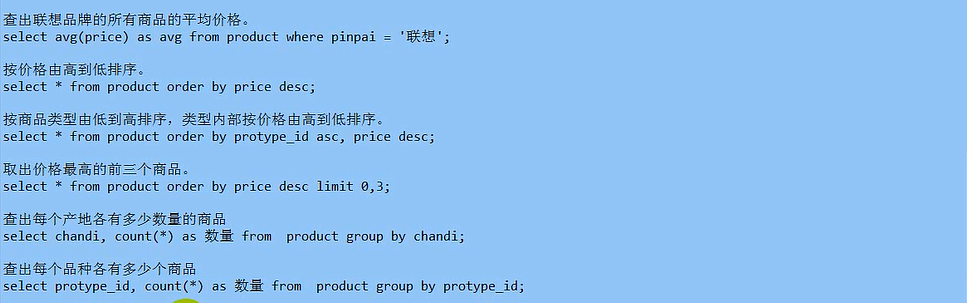 查出联想品牌的所有商品的平均价格。
select avg(price) as avg from product where pinpai = '联想';
按价格由高到低排序。
select * from product order by price desc;
按商品类型由低到高排序，类型内部按价格由高到低排序。
select * from product order by protype_id asc, price desc;
取出价格最高的前三个商品。
select * from product order by price desc limit 0,3;
查出每个产地各有多少数量的商品
select chandi, count(*) as 数量 from  product group by chandi;
查出每个品种各有多少个商品
select protype_id, count(*) as 数量 from  product group by protype_id;